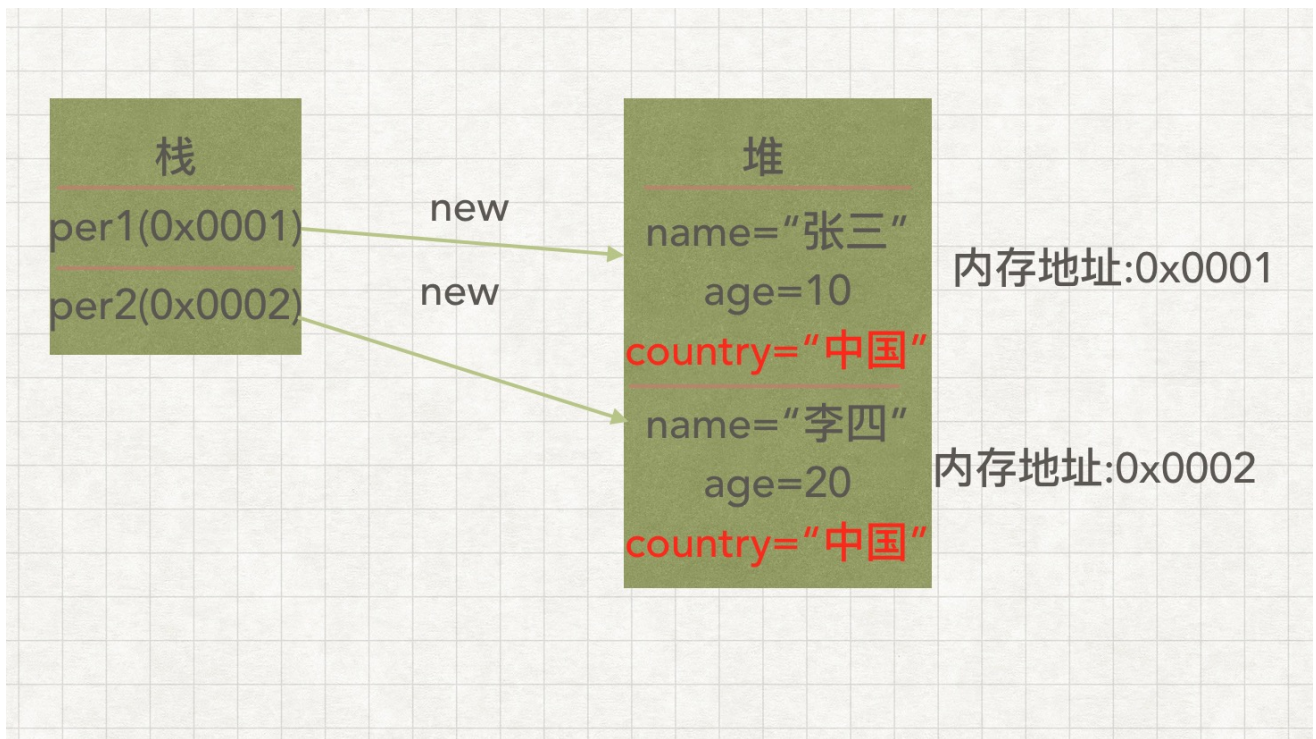 栈
per1(0x0001)
per2(0x0002)
new
new
堆
name=“张三”
age=10
country=“中国”
name=“李四”
age=20
country=“中国”
内存地址:0x0001
内存地址:0x0002